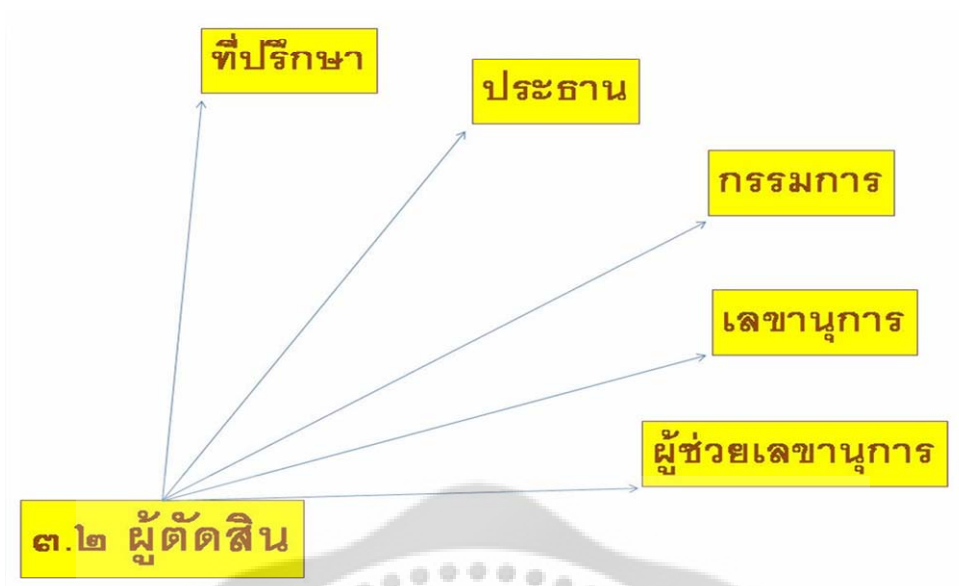 ที่ปรึกษา
ประธาน
กรรมการ
เลขานุการ
ผู้ช่วยเลขานุการ
๓.๒ ผู้ตัดสิน